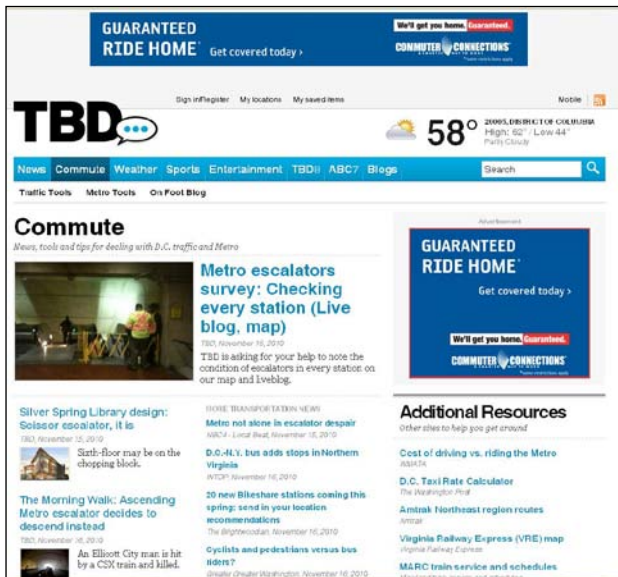 GUARANTEED
RIDE HOME
Get covered today ›
We'll get you home. Guaranteed.
COMMUTER CONNECTIONS
Sign in/Register My locations My saved items
Mobile
TBD
58°
20005, DISTRICT OF COLUMBIA
High: 62° / Low 44°
Partly Cloudy
News Commute Weather Sports Entertainment TBD ABC7 Blogs
Search
Traffic Tools Metro Tools On Foot Blog
Commute
News, tools and tips for dealing with D.C. traffic and Metro
Metro escalators
survey: Checking
every station (Live
blog, map)
TBD, November 16, 2010
TBD is asking for your help to note the
condition of escalators in every station on
our map and liveblog.
Advertisement
GUARANTEED
RIDE HOME
Get covered today ›
We'll get you home. Guaranteed.
COMMUTER CONNECTIONS
Silver Spring Library design:
Scissor escalator, it is
TBD, November 15, 2010
Sixth-floor may be on the
chopping block.
The Morning Walk: Ascending
Metro escalator decides to
descend instead
TBD, November 16, 2010
An Ellicott City man is hit
by a CSX train and killed.
MORE TRANSPORTATION NEWS
Metro not alone in escalator despair
NBC4 - Local Beat, November 15, 2010
D.C.-N.Y. bus adds stops in Northern
Virginia
WTOP, November 16, 2010
20 new Bikeshare stations coming this
spring: send in your location
recommendations
The Brightwoodian, November 16, 2010
Cyclists and pedestrians versus bus
riders?
Greater Greater Washington, November 16, 2010
Additional Resources
Other sites to help you get around
Cost of driving vs. riding the Metro
WMATA
D.C. Taxi Rate Calculator
The Washington Post
Amtrak Northeast region routes
Amtrak
Virginia Railway Express (VRE) map
Virginia Railway Express
MARC train service and schedules